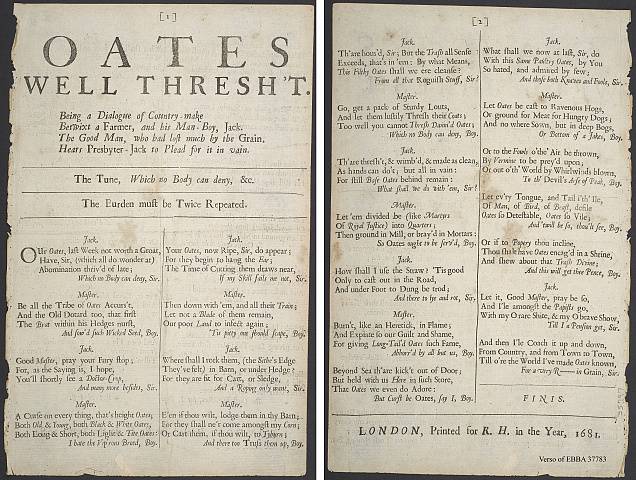 [1]
OATES
WELL THRESH'T.
Being a Dialogue of Country-make
Betwixt a Farmer, and his Man-Boy, Jack.
The Good Man, who had lost much by the Grain,
Hears Presbyter-Jack to Plead for it in vain.
The Tune, Which no Body can deny, &c.
The Burden must be Twice Repeated.
Jack.
OUr Oates, last Week not worth a Groat,
Have, Sir, (which all do wonder at)
Abomination thriv'd of late;
Which no Body can deny, Sir.
Master.
Be all the Tribe of Oates Accurs't,
And the Old Dotard too, that first
The Brat within his Hedges nurst,
And sow'd such Wicked Seed, Boy.
Jack.
Good Master, pray your Fury stop;
For, as the Saying is, I hope,
You'll shortly see a Doctor-Crop,
And many more besides, Sir.
Master.
A Curse on every thing, that's height Oates;
Both Old & Young, both Black & White Oates,
Both Long & Short, both Light & Tite Oates:
I hate the Vip'rous Breed, Boy.
Jack.
Your Oates, now Ripe, Sir, do appear;
For they begin to hang the Ear;
The Time of Cutting them draws near,
If my Skill fails me not, Sir.
Master.
Then down with 'em, and all their Train;
Let not a Blade of them remain,
Our poor Land to infect again;
'Tis pitty one should scape, Boy.
Jack.
Where shall I tock them, (the Sithe's Edge
They've felt) in Barn, or under Hedge?
For they are fit for Cart, or Sledge,
And a Roping only want, Sir.
Master.
E'en if thou wilt, lodge them in thy Barn;
For they shall ne'r come amongst my Corn;
Or Cast them, if thou wilt, to Tyburn;
And there too Truss them up, Boy.
[2]
Jack.
Th'are hous'd, Sir; But the Trash all Sense
Exceeds, that's in 'em: By what Means,
This Filthy Oates shall we ere cleanse?
From all that Roguish Stuff, Sir?
Master.
Go, get a pack of Sturdy Louts,
And let them lustily Thresh their Coats;
Too well you cannot Thresh Damn'd Oates;
Which no Body can deny, Boy.
Jack.
Th'are thresh't, & wimb'd, & made as clean,
As hands can do't, but all in vain:
For still Base Oates behind remain:
What shall we do with 'em, Sir?
Master.
Let 'em divided be (like Martyrs
Of Royal Justice) into Quarters;
Then ground in Mill, or bray'd in Mortars:
So Oates ought to be serv'd, Boy.
Jack.
How shall I use the Straw? 'Tis good
Only to cast out in the Road,
And under Foot to Dung be trod;
And there to lye and rot, Sir.
Master.
Burn't, like an Heretick, in Flame;
And Expiate to our Guilt and Shame,
For giving Long-Tail'd Oates such Fame,
Abhorr'd by all but us, Boy.
Beyond Sea th'are kick't out of Door;
But held with us Here in such Store,
That Oates we even do Adore:
But Curst be Oates, say I, Boy.
Jack.
What shall we now at last, Sir, do
With this Same Paultry Oates, by You
So hated, and admired by few;
And those both Knaves and Fools, Sir.
Master.
Let Oates be cast to Ravenous Hogs,
Or ground for Meat for Hungry Dogs;
And no where Sown, but in deep Bogs,
Or Bottom of a Jakes, Boy.
Or to the Fowls o'the' Air be thrown,
By Vermine to be prey'd upon;
Or out o'th' World by Whirlwinds blown,
To th' Devil's Arse of Peak, Boy.
Let ev'ry Tongue, and Tail i'th' Ile,
Of Man, of Bird, of Beast, defile
Oates so Detestable, Oates so Vile;
And 'twill be so, thou'lt see, Boy.
Or if to Popery thou incline,
Thou shalt have Oates encag'd in a Shrine,
And shew about that Trash Divine;
And this will get thee Pence, Boy.
Jack.
Let it, Good Master, pray be so,
And I'le amongst the Papists go,
With my O rare Suite, & my O brave Show,
Till I a Pension get, Sir.
And then I'le Coach it up and down,
From Country, and from Town to Town,
Till o're the World I've made Oates known,
For a very R—— in Grain, Sir.
FINIS.
LONDON, Printed for R. H. in the Year, 1681.
Verso of EBBA 37783